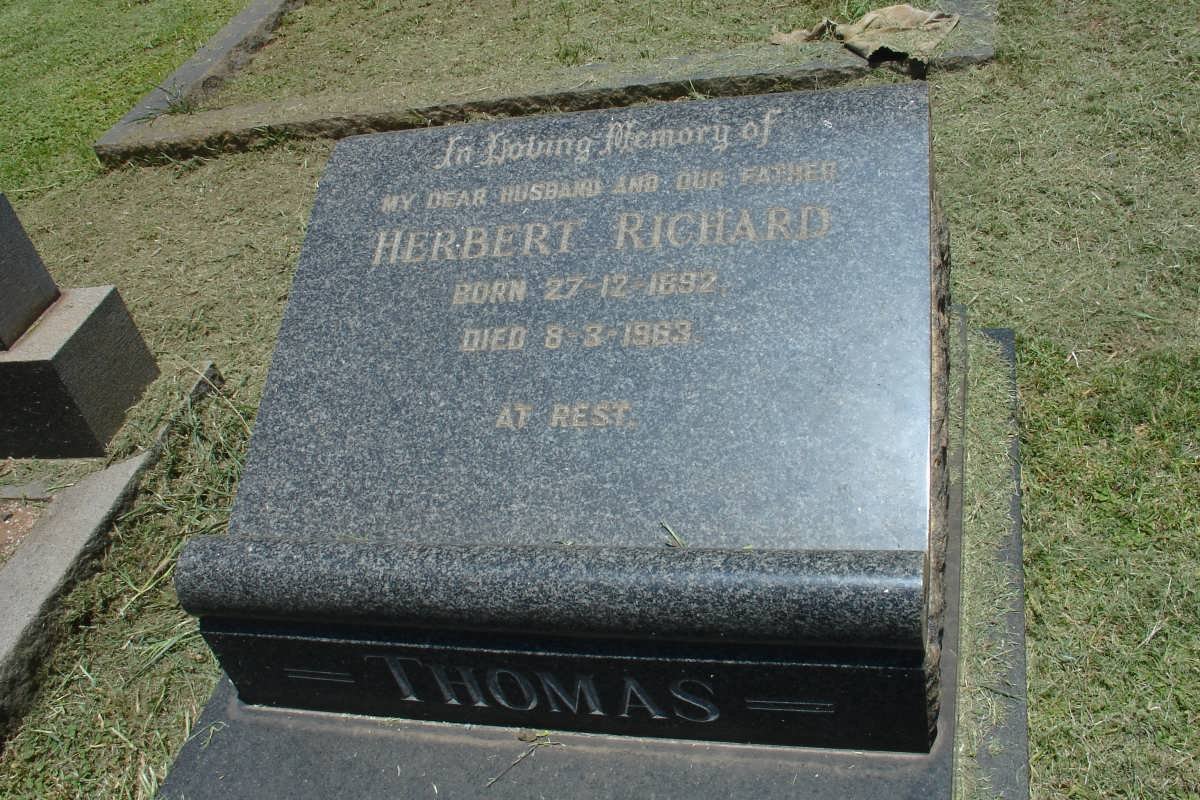 In Loving Memory of
MY DEAR HUSBAND AND OUR FATHER
HERBERT RICHARD
BORN 27-12-1892.
DIED 8-3-1963.
AT REST.
THOMAS